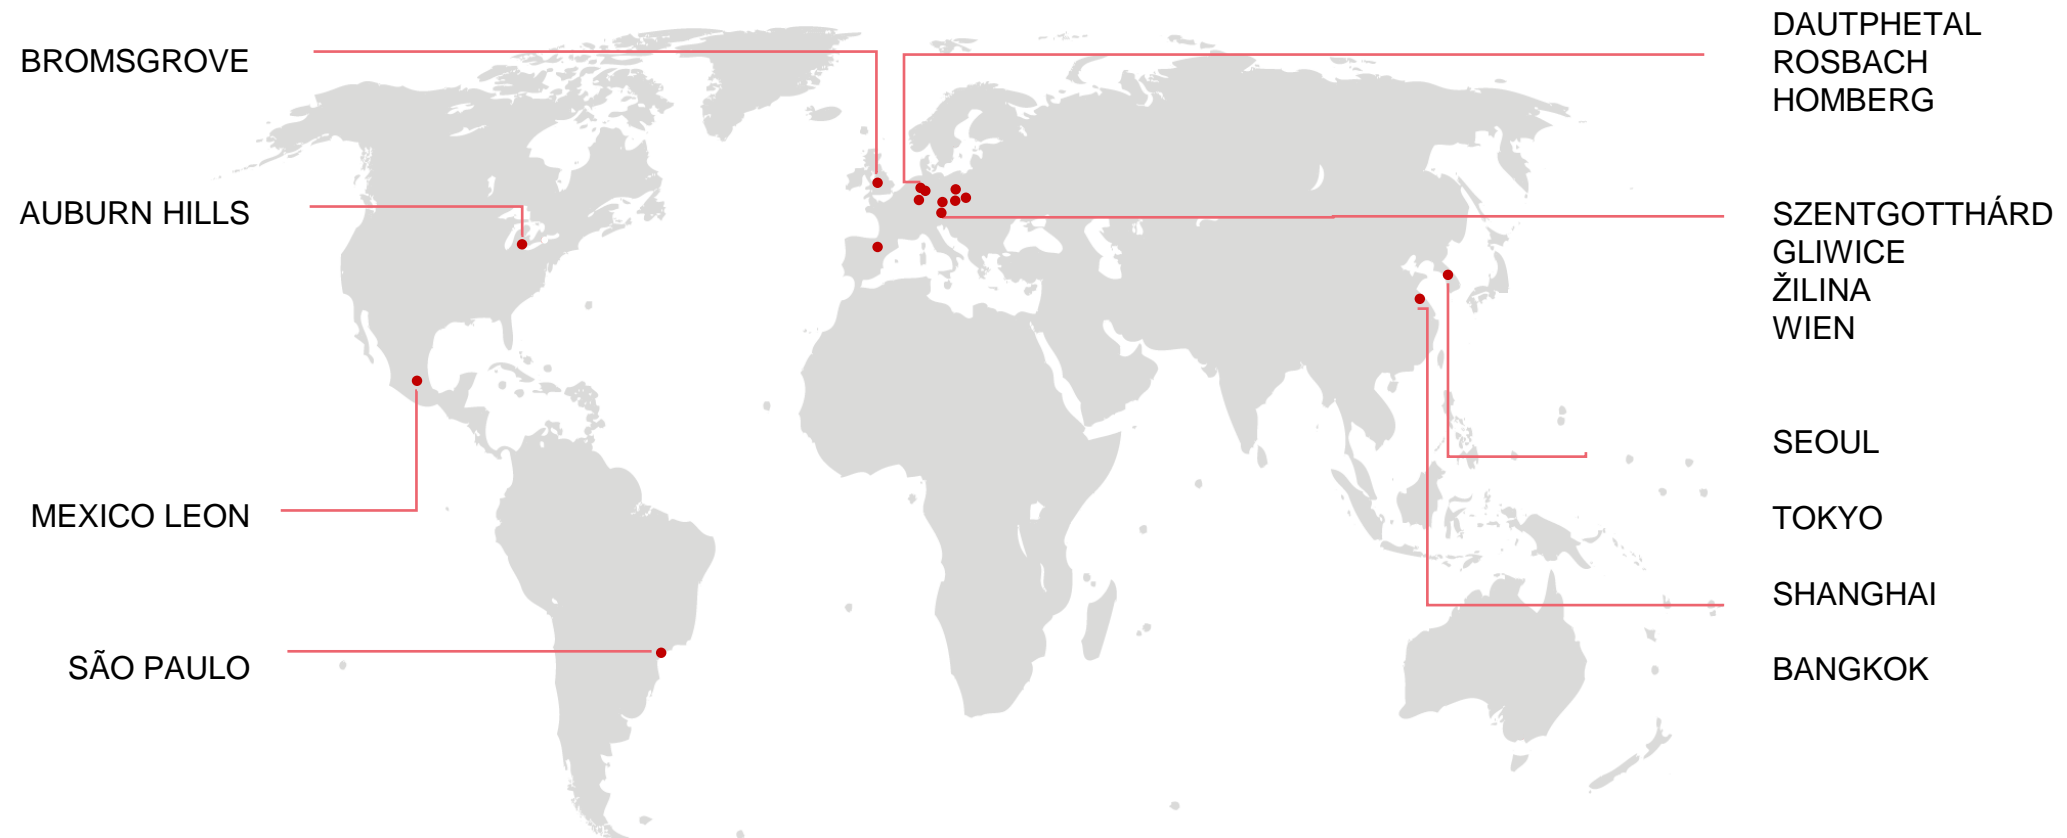 BROMSGROVE
AUBURN HILLS
MEXICO LEON
SÃO PAULO
DAUTPHETAL
ROSBACH
HOMBERG
SZENTGOTTHÁRD
GLIWICE
ŽILINA
WIEN
SEOUL
TOKYO
SHANGHAI
BANGKOK